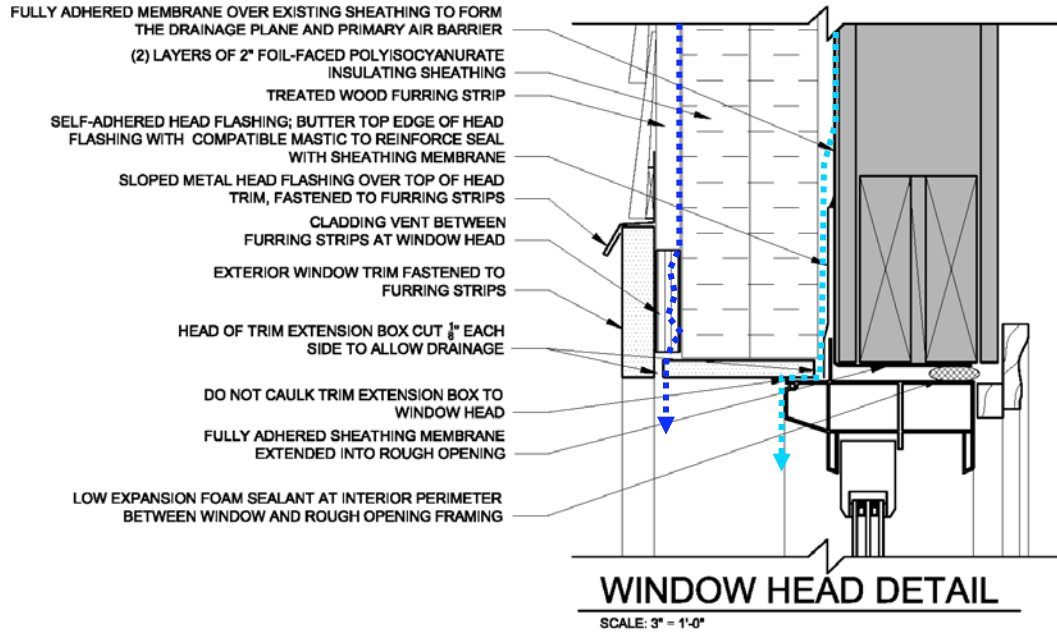 FULLY ADHERED MEMBRANE OVER EXISTING SHEATHING TO FORM
THE DRAINAGE PLANE AND PRIMARY AIR BARRIER
(2) LAYERS OF 2" FOIL-FACED POLYISOCYANURATE
INSULATING SHEATHING
TREATED WOOD FURRING STRIP
SELF-ADHERED HEAD FLASHING; BUTTER TOP EDGE OF HEAD
FLASHING WITH COMPATIBLE MASTIC TO REINFORCE SEAL
WITH SHEATHING MEMBRANE
SLOPED METAL HEAD FLASHING OVER TOP OF HEAD
TRIM, FASTENED TO FURRING STRIPS
CLADDING VENT BETWEEN
FURRING STRIPS AT WINDOW HEAD
EXTERIOR WINDOW TRIM FASTENED TO
FURRING STRIPS
HEAD OF TRIM EXTENSION BOX CUT 1/8" EACH
SIDE TO ALLOW DRAINAGE
DO NOT CAULK TRIM EXTENSION BOX TO
WINDOW HEAD
FULLY ADHERED SHEATHING MEMBRANE
EXTENDED INTO ROUGH OPENING
LOW EXPANSION FOAM SEALANT AT INTERIOR PERIMETER
BETWEEN WINDOW AND ROUGH OPENING FRAMING
WINDOW HEAD DETAIL
SCALE: 3" = 1'-0"